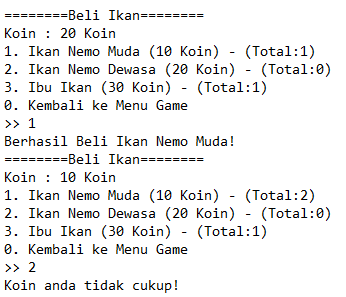 ========Beli Ikan========
Koin : 20 Koin
1. Ikan Nemo Muda (10 Koin) - (Total:1)
2. Ikan Nemo Dewasa (20 Koin) - (Total:0)
3. Ibu Ikan (30 Koin) - (Total:1)
0. Kembali ke Menu Game
>> 1
Berhasil Beli Ikan Nemo Muda!
========Beli Ikan========
Koin : 10 Koin
1. Ikan Nemo Muda (10 Koin) - (Total:2)
2. Ikan Nemo Dewasa (20 Koin) - (Total:0)
3. Ibu Ikan (30 Koin) - (Total:1)
0. Kembali ke Menu Game
>> 2
Koin anda tidak cukup!